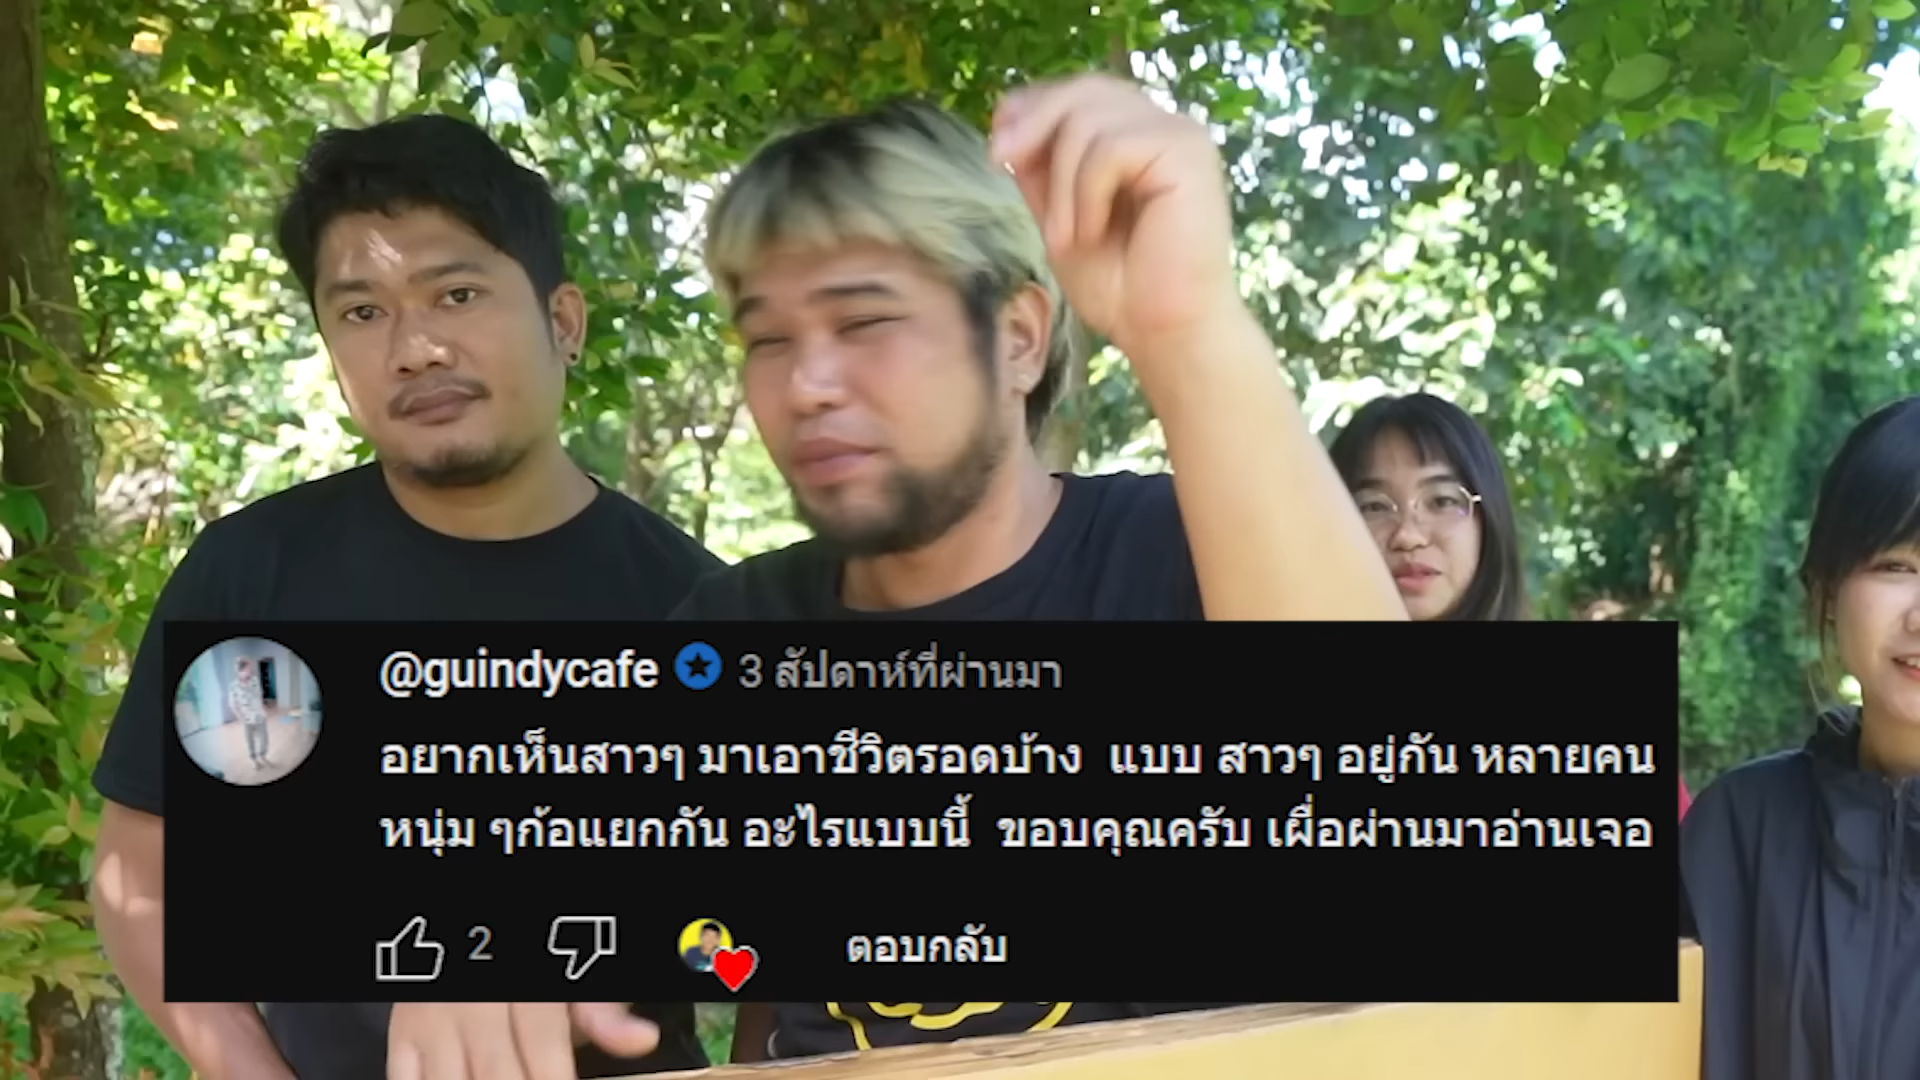 @guindycafe 3 สัปดาห์ที่ผ่านมา
อยากเห็นสาวๆ มาเอาชีวิตรอดบ้าง แบบ สาวๆ อยู่กัน หลายคน
หนุ่ม ๆก้อแยกกัน อะไรแบบนี้ ขอบคุณครับ เผื่อผ่านมาอ่านเจอ
2 ตอบกลับ